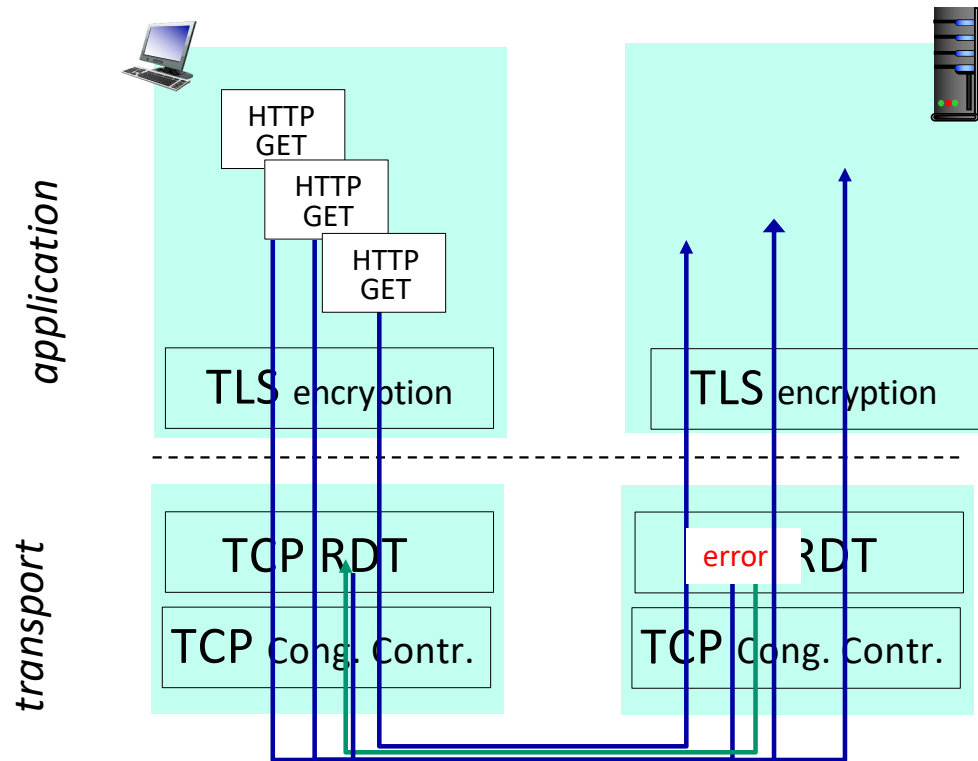 application
HTTP
GET
HTTP
GET
HTTP
GET
TLS encryption
TLS encryption
transport
TCP RDT
error RDT
TCP Cong. Contr.
TCP Cong. Contr.